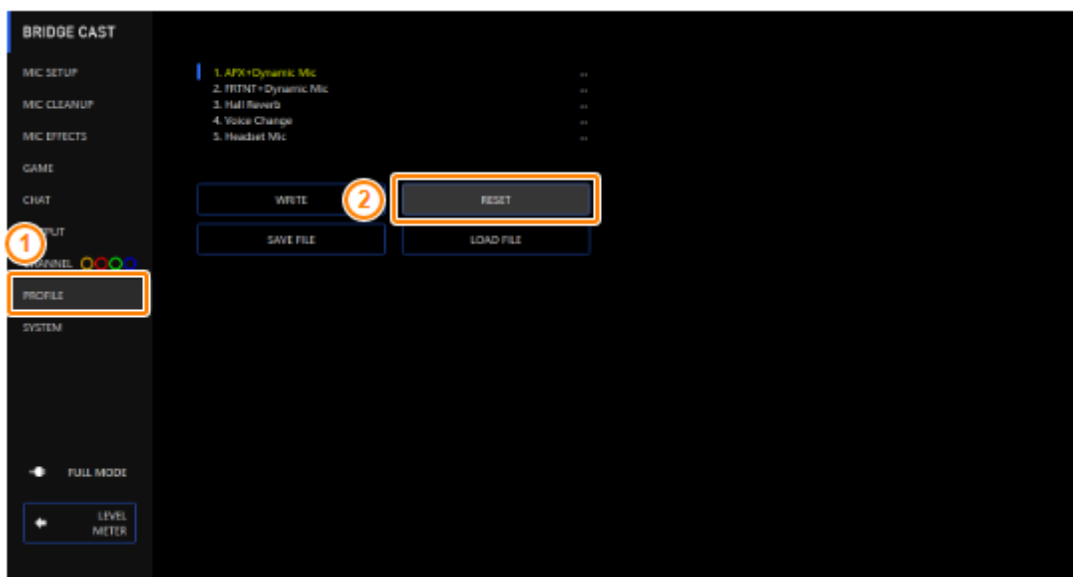 BRIDGE CAST
MIC SETUP
MIC CLEANUP
MIC EFFECTS
GAME
CHAT
1
CHANNEL
PROFILE
SYSTEM
FULL MODE
LEVEL
METER
1. APX+Dynamic Mic
2. FRTNT+Dynamic Mic
3. Hall Reverb
4. Voice Change
5. Headset Mic
WRITE
2
RESET
SAVE FILE
LOAD FILE